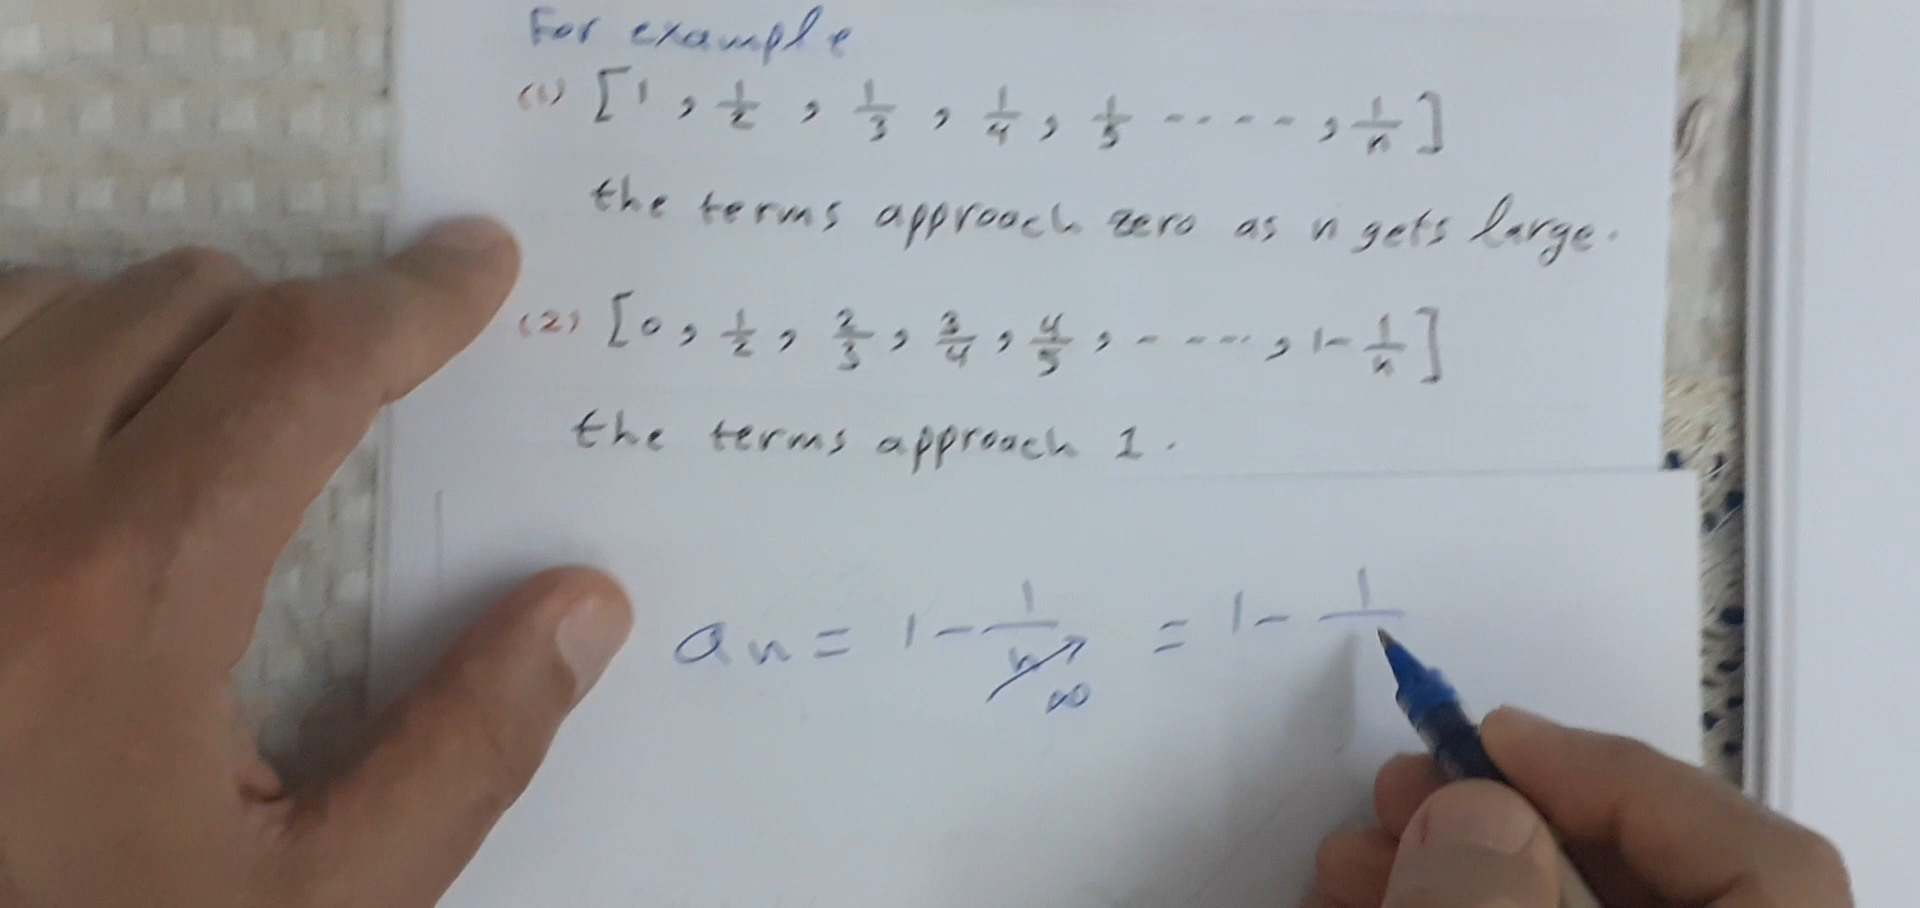 For example
(1) [1, 1/2, 1/3, 1/4, 1/5 ----, 1/n]
the terms approach zero as n gets large.
(2) [0, 1/2, 2/3, 3/4, 4/5, - ---, 1-1/n]
the terms approach 1.
an = 1 - 1/n ↗ ∞ = 1 - 1/